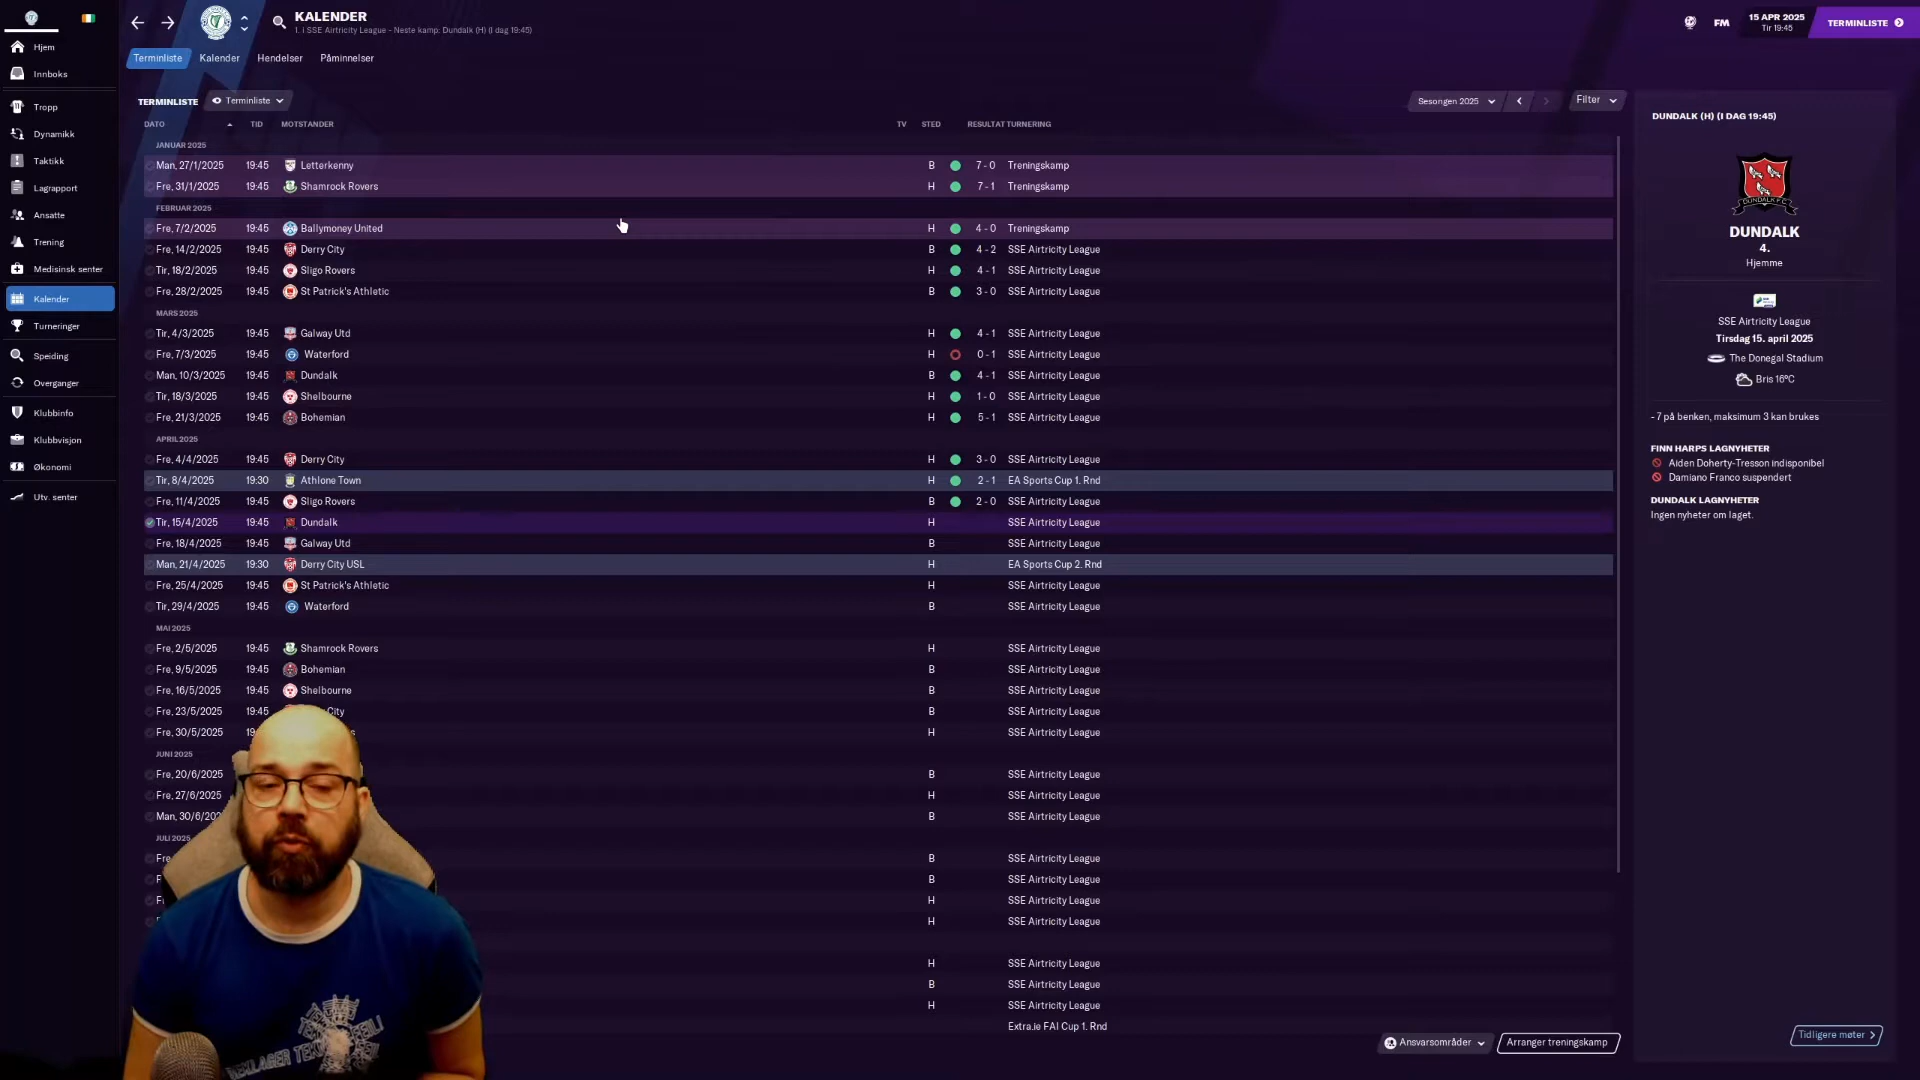 KALENDER
1. i SSE Airtricity League - Neste kamp: Dundalk (H) (I dag 19:45)
FM
15 APR 2025
Tir 19:45
TERMINLISTE
Hjem
Innboks
Tropp
Dynamikk
Taktikk
Lagrapport
Ansatte
Trening
Medisinsk senter
Kalender
Turneringer
Speiding
Overganger
Klubbinfo
Klubbvisjon
Økonomi
Utv. senter
Terminliste Kalender Hendelser Påminnelser
TERMINLISTE Terminliste Sesongen 2025 Filter
DATO TID MOTSTANDER TV STED RESULTAT TURNERING
JANUAR 2025
Man, 27/1/2025 19:45 Letterkenny B 7 - 0 Treningskamp
Fre, 31/1/2025 19:45 Shamrock Rovers H 7 - 1 Treningskamp
FEBRUAR 2025
Fre, 7/2/2025 19:45 Ballymoney United H 4 - 0 Treningskamp
Fre, 14/2/2025 19:45 Derry City B 4 - 2 SSE Airtricity League
Tir, 18/2/2025 19:45 Sligo Rovers H 4 - 1 SSE Airtricity League
Fre, 28/2/2025 19:45 St Patrick's Athletic B 3 - 0 SSE Airtricity League
MARS 2025
Tir, 4/3/2025 19:45 Galway Utd H 4 - 1 SSE Airtricity League
Fre, 7/3/2025 19:45 Waterford H 0 - 1 SSE Airtricity League
Man, 10/3/2025 19:45 Dundalk B 4 - 1 SSE Airtricity League
Tir, 18/3/2025 19:45 Shelbourne H 1 - 0 SSE Airtricity League
Fre, 21/3/2025 19:45 Bohemian H 5 - 1 SSE Airtricity League
APRIL 2025
Fre, 4/4/2025 19:45 Derry City H 3 - 0 SSE Airtricity League
Tir, 8/4/2025 19:30 Athlone Town H 2 - 1 EA Sports Cup 1. Rnd
Fre, 11/4/2025 19:45 Sligo Rovers B 2 - 0 SSE Airtricity League
Tir, 15/4/2025 19:45 Dundalk H SSE Airtricity League
Fre, 18/4/2025 19:45 Galway Utd B SSE Airtricity League
Man, 21/4/2025 19:30 Derry City USL H EA Sports Cup 2. Rnd
Fre, 25/4/2025 19:45 St Patrick's Athletic H SSE Airtricity League
Tir, 29/4/2025 19:45 Waterford B SSE Airtricity League
MAI 2025
Fre, 2/5/2025 19:45 Shamrock Rovers H SSE Airtricity League
Fre, 9/5/2025 19:45 Bohemian B SSE Airtricity League
Fre, 16/5/2025 19:45 Shelbourne B SSE Airtricity League
Fre, 23/5/2025 19:45 City B SSE Airtricity League
Fre, 30/5/2025 H SSE Airtricity League
JUNI 2025
Fre, 20/6/2025 B SSE Airtricity League
Fre, 27/6/2025 H SSE Airtricity League
Man, 30/6/202 B SSE Airtricity League
JULI 2025
Fre B SSE Airtricity League
B SSE Airtricity League
H SSE Airtricity League
H SSE Airtricity League
H SSE Airtricity League
B SSE Airtricity League
H SSE Airtricity League
Extra.ie FAI Cup 1. Rnd
Ansvarsområder Arranger treningskamp
DUNDALK (H) (I DAG 19:45)
DUNDALK F.C
DUNDALK
4.
Hjemme
SSE Airtricity League
Tirsdag 15. april 2025
The Donegal Stadium
Bris 16°C
- 7 på benken, maksimum 3 kan brukes
FINN HARPS LAGNYHETER
Aiden Doherty-Tresson indisponibel
Damiano Franco suspendert
DUNDALK LAGNYHETER
Ingen nyheter om laget.
Tidligere møter